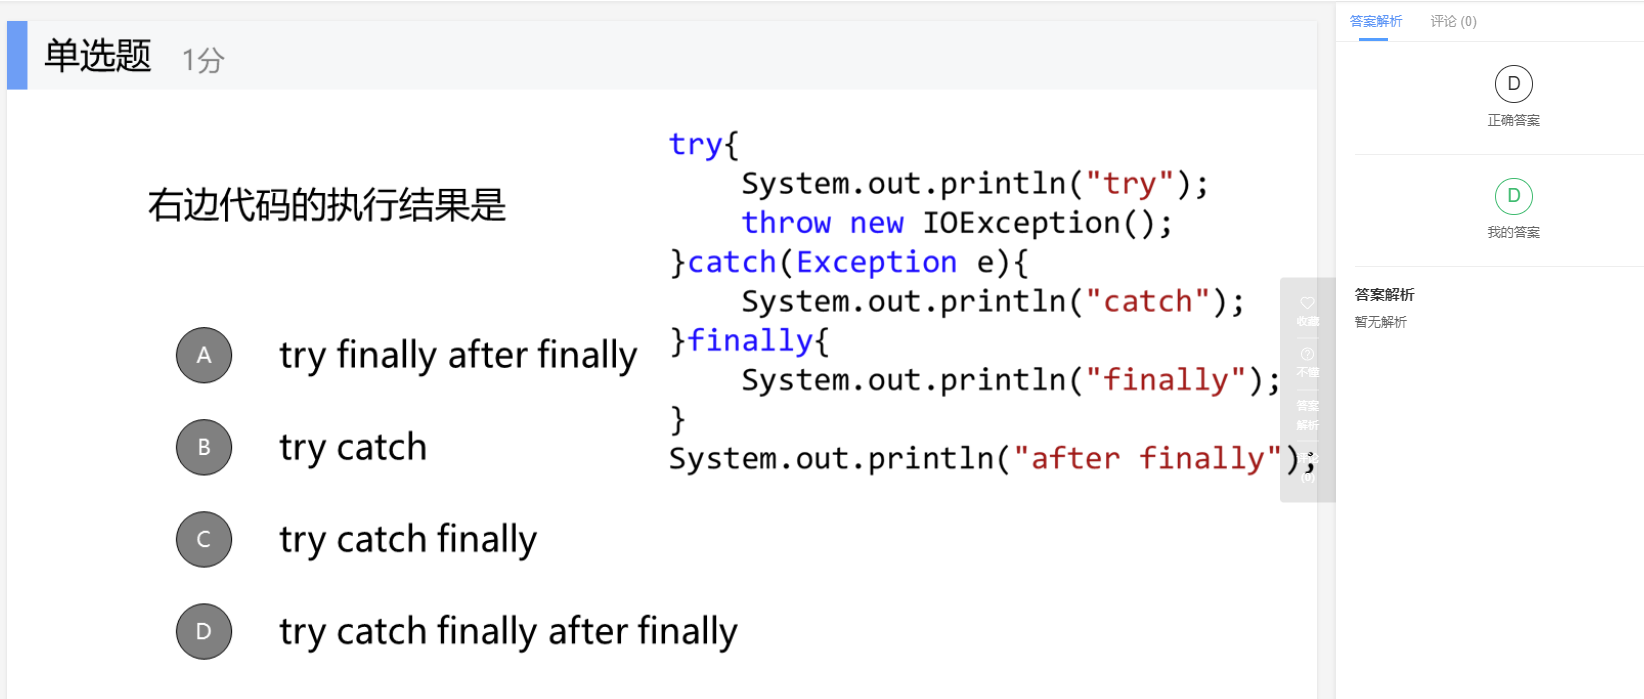 单选题 1分
右边代码的执行结果是
A try finally after finally
B try catch
C try catch finally
D try catch finally after finally
try{
    System.out.println("try");
    throw new IOException();
}catch(Exception e){
    System.out.println("catch");
}finally{
    System.out.println("finally");
}
System.out.println("after finally");
收藏
不懂
答案
解析
(0)
答案解析 评论 (0)
D
正确答案
D
我的答案
答案解析
暂无解析